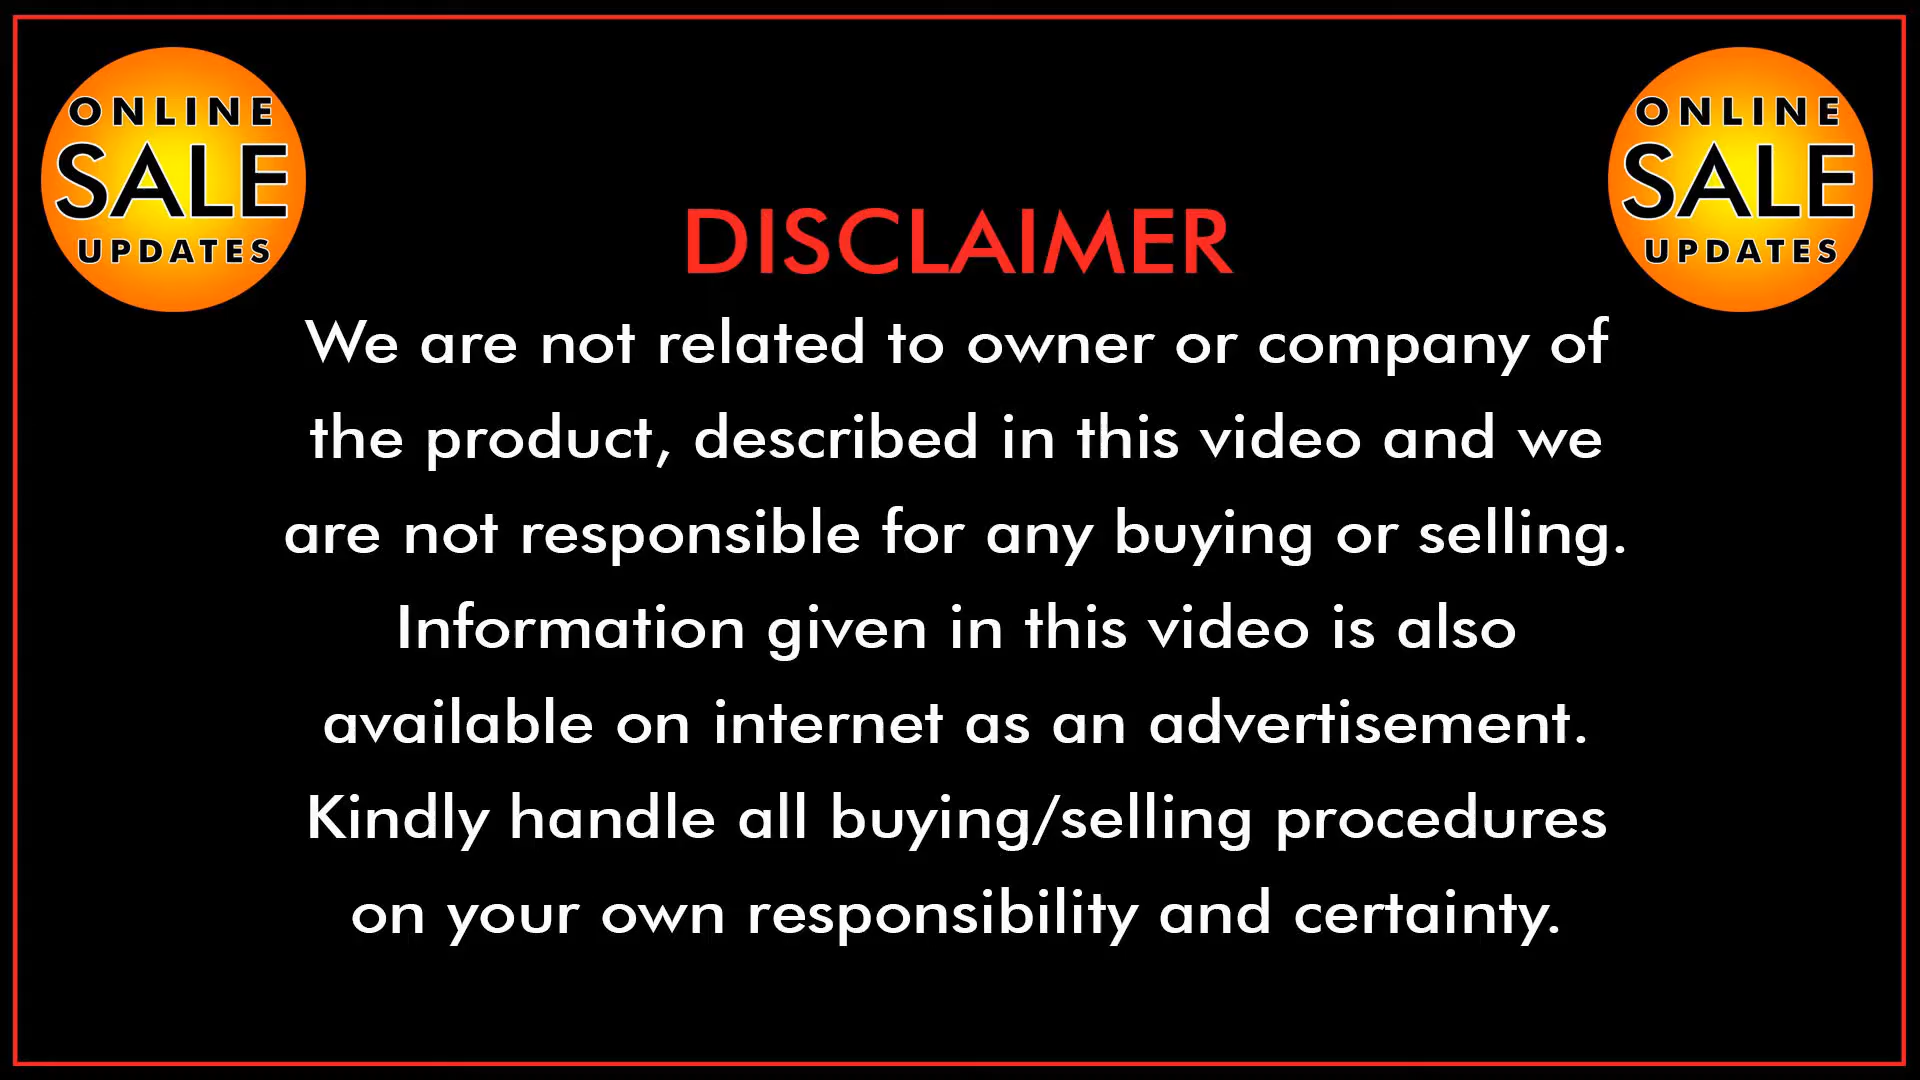 ONLINE
SALE
UPDATES
ONLINE
SALE
UPDATES
DISCLAIMER
We are not related to owner or company of
the product, described in this video and we
are not responsible for any buying or selling.
Information given in this video is also
available on internet as an advertisement.
Kindly handle all buying/selling procedures
on your own responsibility and certainty.